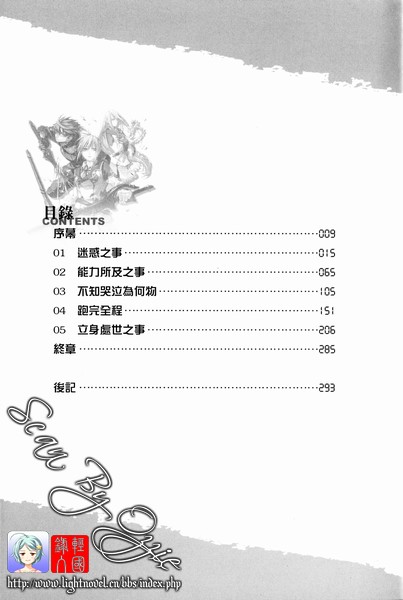 目錄
CONTENTS
序幕 009
01 迷惑之事 015
02 能力所及之事 065
03 不知哭泣為何物 105
04 跑完全程 151
05 立身處世之事 206
終章 285
後記 293
Scan By Ozzie
輕國
錄入
http://www.lightnovel.cn/bbs/index.php